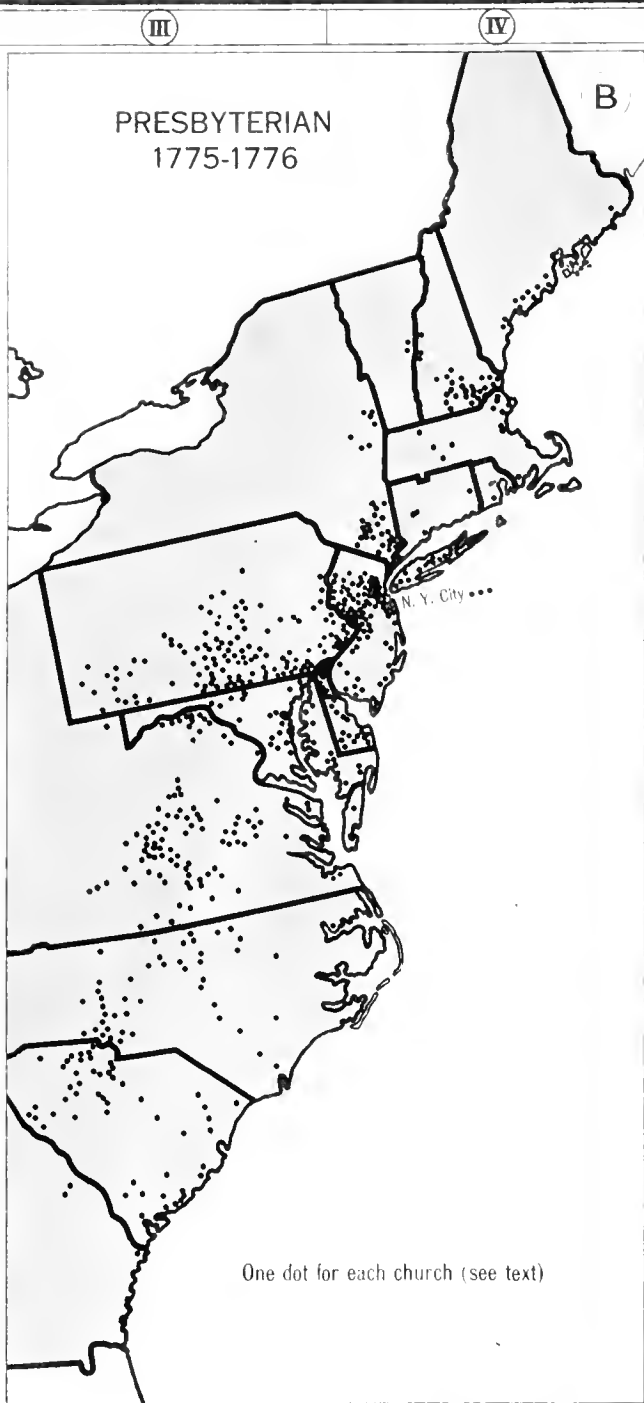 III
IV
B
PRESBYTERIAN
1775-1776
N. Y. City
One dot for each church (see text)